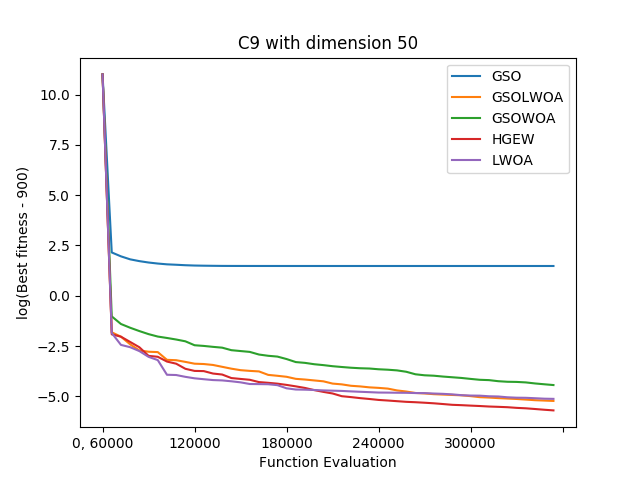 C9 with dimension 50
log(Best fitness - 900)
10.0
7.5
5.0
2.5
0.0
−2.5
−5.0
GSO
GSOLWOA
GSOWOA
HGEW
LWOA
0, 60000 120000 180000 240000 300000
Function Evaluation